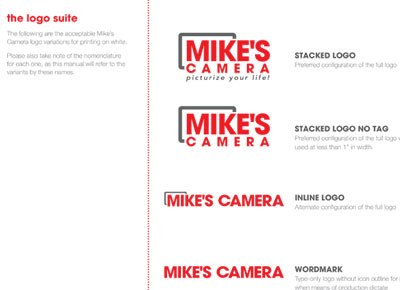 the logo suite
The following are the acceptable Mike's
Camera logo variations for printing on white.
Please also take note of the nomenclature
for each one, as this manual will refer to the
variants by these names.
MIKE'S
CAMERA
picturize your life!
STACKED LOGO
Preferred configuration of the full logo
MIKE'S
CAMERA
STACKED LOGO NO TAG
Preferred configuration of the full logo
used at less than 1" in width.
MIKE'S CAMERA
INLINE LOGO
Alternate configuration of the full logo
MIKE'S CAMERA
WORDMARK
Type-only logo without icon outline for
when means of production dictate